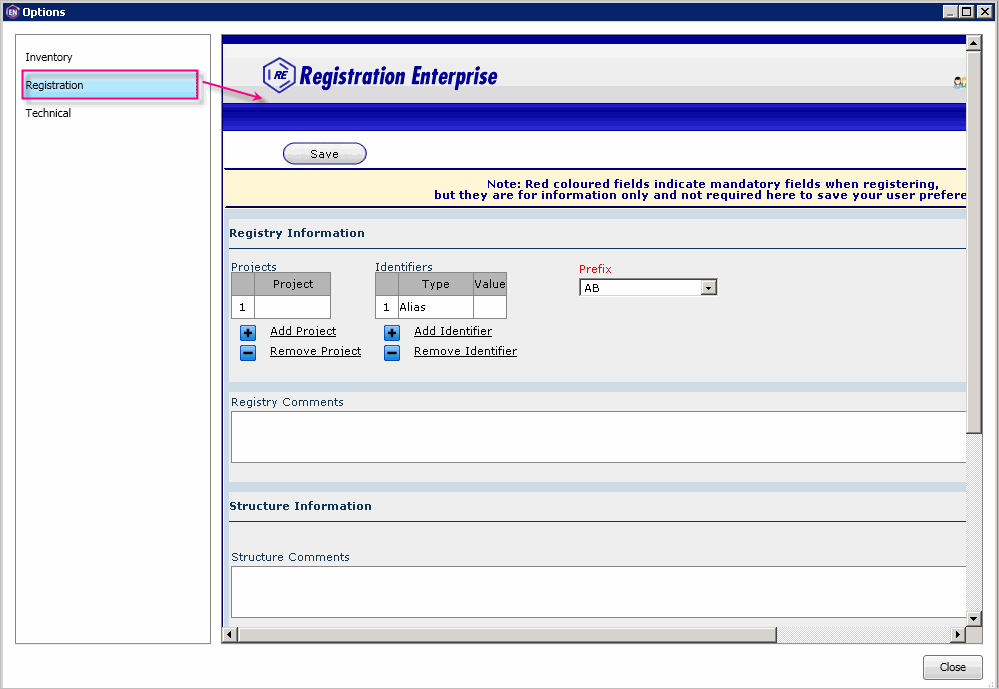 EN Options
Inventory
Registration
Technical
RE Registration Enterprise
Save
Note: Red coloured fields indicate mandatory fields when registering,
but they are for information only and not required here to save your user prefere
Registry Information
Projects
Project
1
Add Project
Remove Project
Identifiers
Type Value
1 Alias
Add Identifier
Remove Identifier
Prefix
AB
Registry Comments
Structure Information
Structure Comments
Close